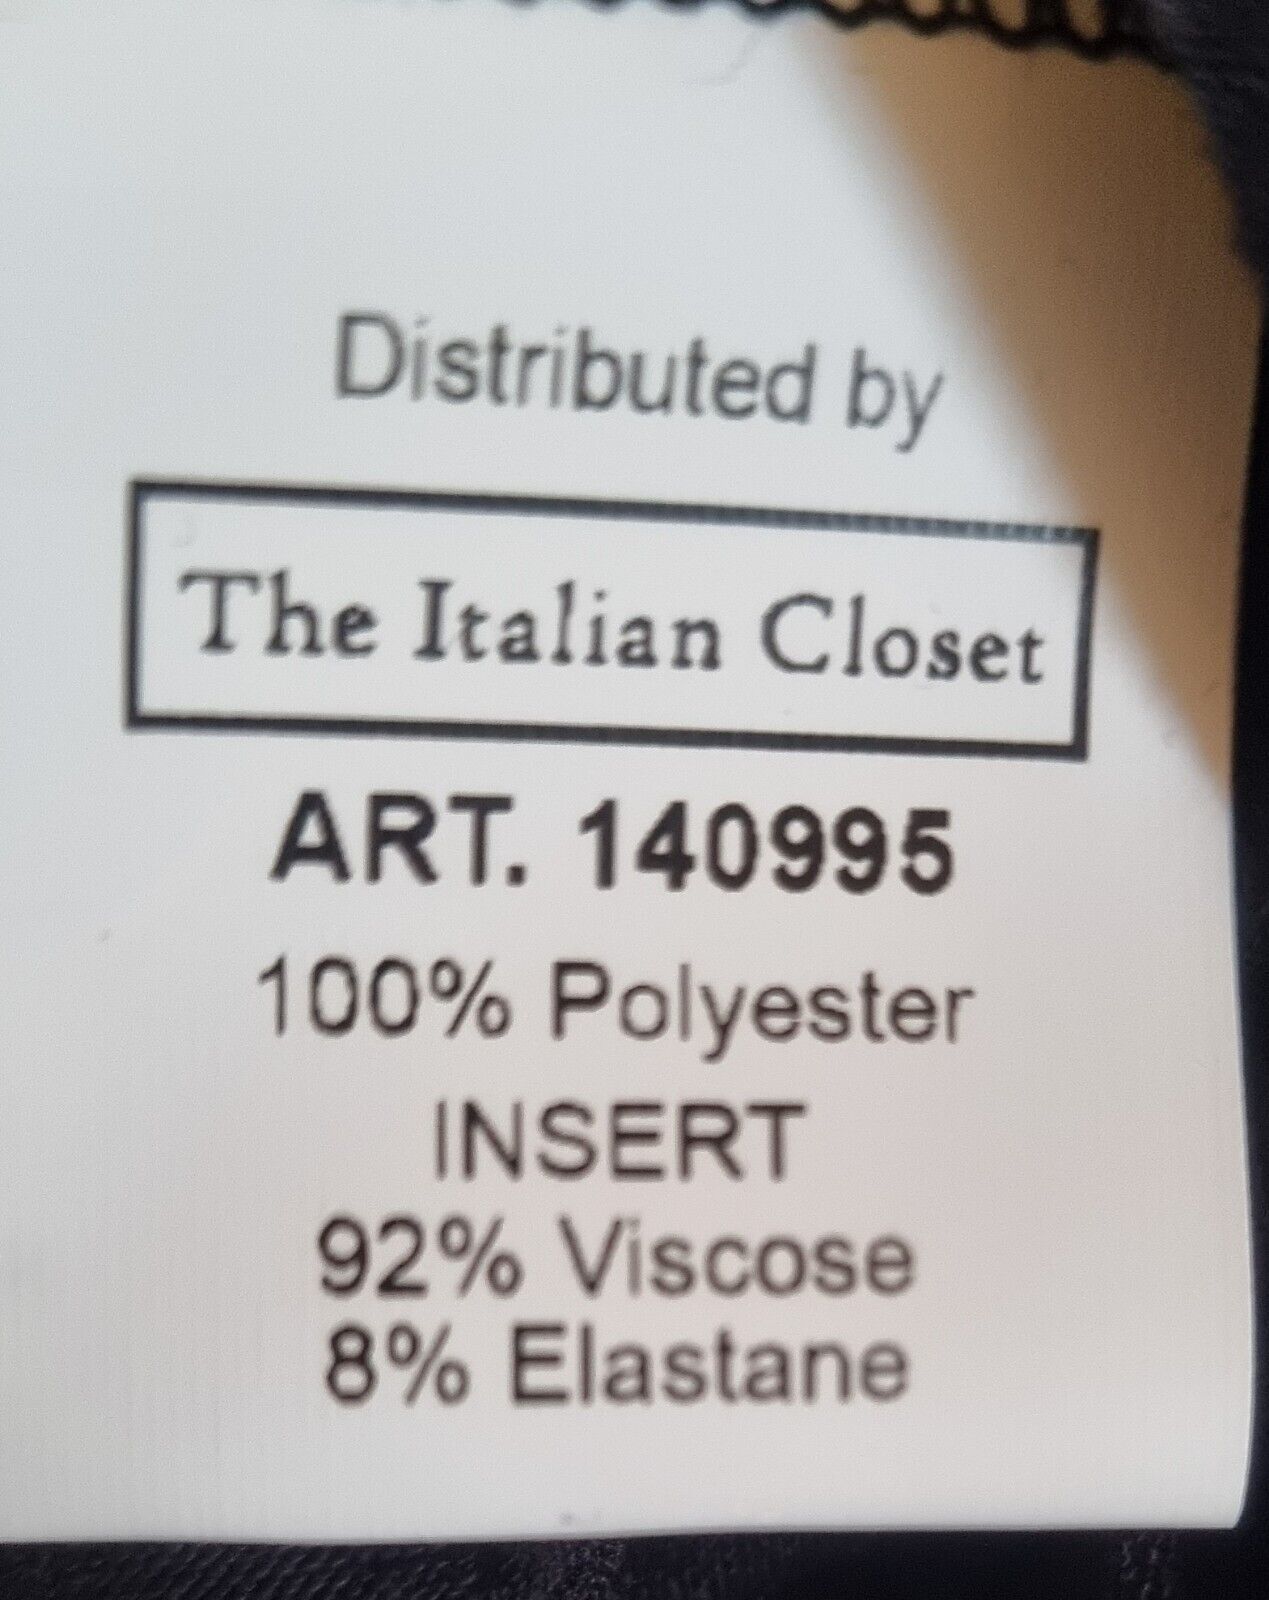 Distributed by
The Italian Closet
ART. 140995
100% Polyester
INSERT
92% Viscose
8% Elastane